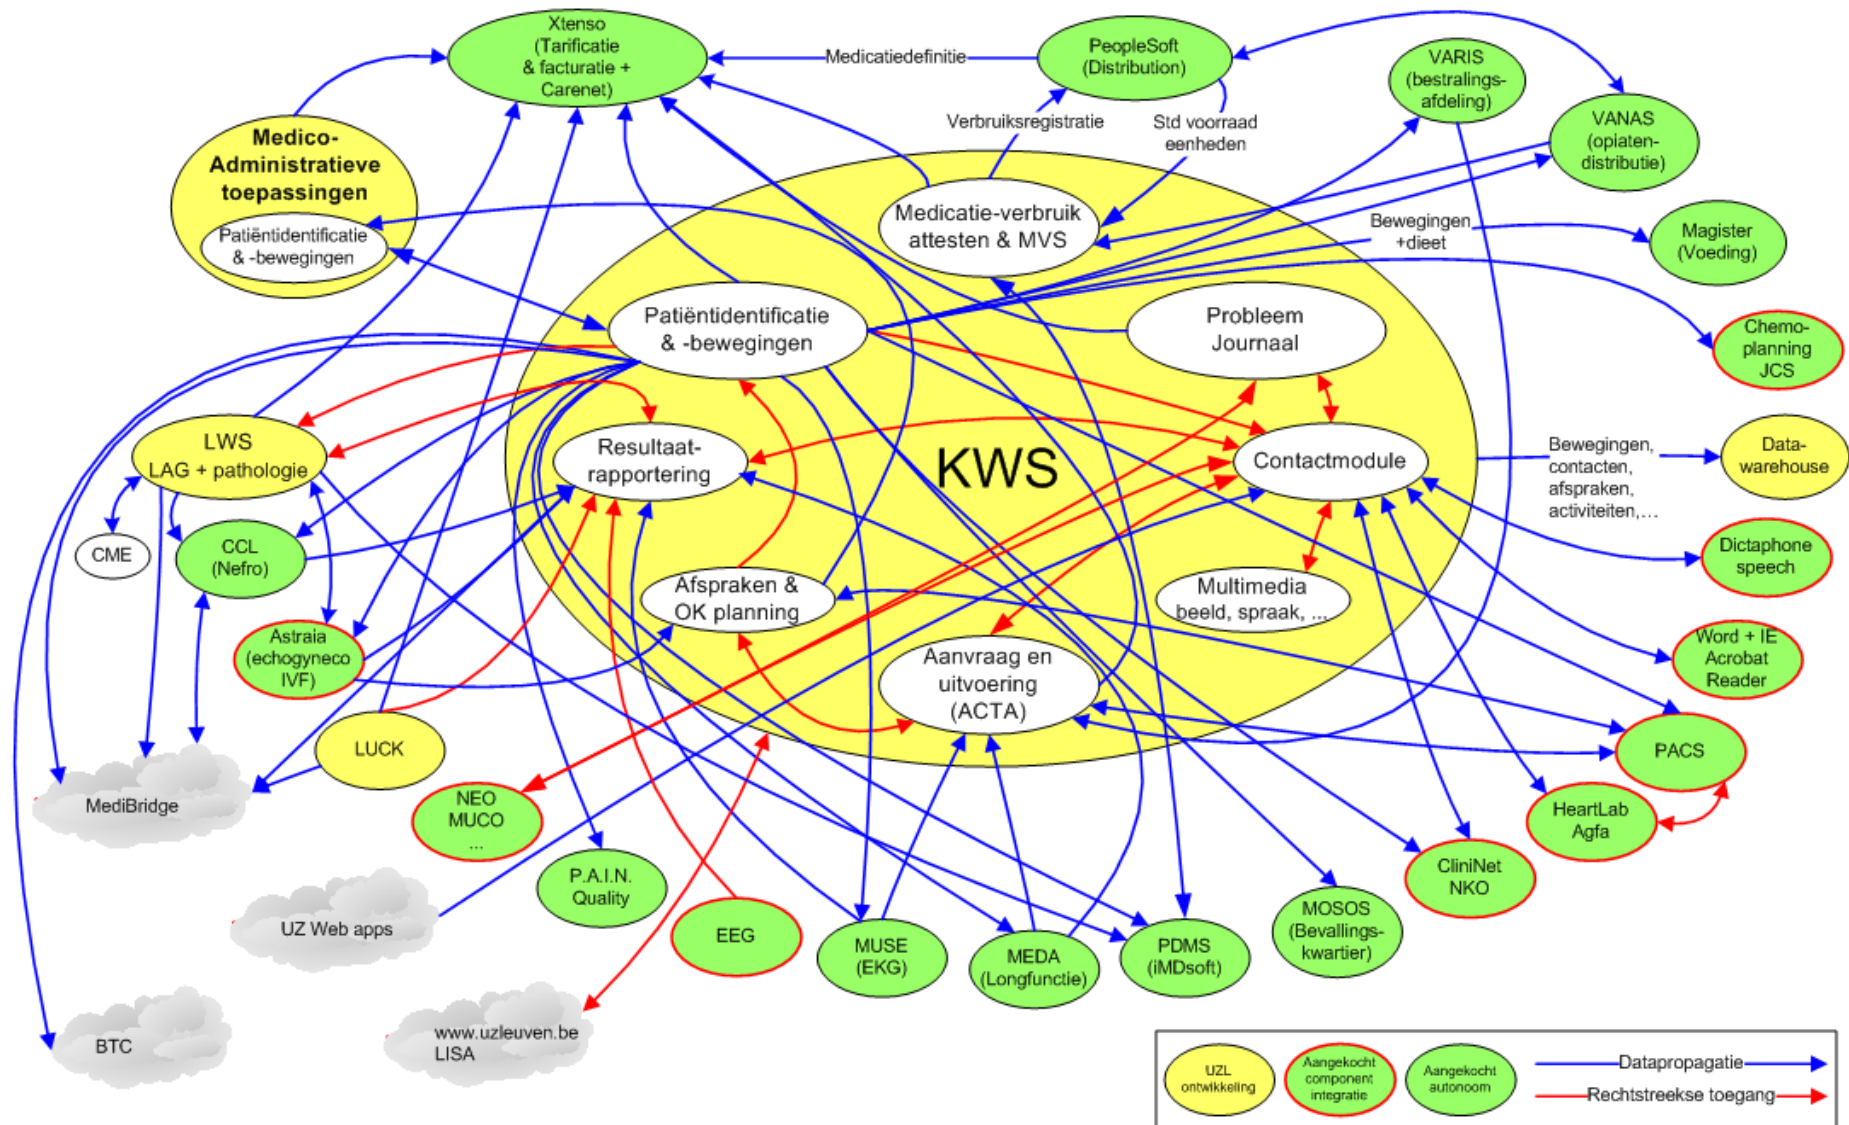 Xtenso
(Tarificatie
& facturatie +
Carenet)
Medicatiedefinitie
PeopleSoft
(Distribution)
VARIS
(bestralings-
afdeling)
VANAS
(opiaten-
distributie)
Verbruiksregistratie
Std voorraad
eenheden
Medico-
Administratieve
toepassingen
Patiëntidentificatie
& -bewegingen
Medicatie-verbruik
attesten & MVS
Bewegingen
+dieet
Magister
(Voeding)
Patiëntidentificatie
& -bewegingen
Probleem
Journaal
Chemo-
planning
JCS
LWS
LAG + pathologie
Resultaat-
rapportering
KWS
Contactmodule
Bewegingen,
contacten,
afspraken,
activiteiten,...
Data-
warehouse
CME
CCL
(Nefro)
Dictaphone
speech
Afspraken &
OK planning
Multimedia
beeld, spraak, ...
Astraia
(echogyneco
IVF)
Aanvraag en
uitvoering
(ACTA)
Word + IE
Acrobat
Reader
LUCK
PACS
MediBridge
NEO
MUCO
...
HeartLab
Agfa
P.A.I.N.
Quality
CliniNet
NKO
UZ Web apps
EEG
MUSE
(EKG)
MEDA
(Longfunctie)
PDMS
(iMDsoft)
MOSOS
(Bevallings-
kwartier)
BTC
www.uzleuven.be
LISA
UZL
ontwikkeling
Aangekocht
component
integratie
Aangekocht
autonoom
Datapropagatie
Rechtstreekse toegang